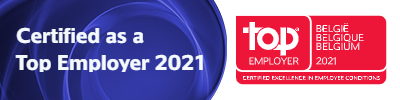 Certified as a
Top Employer 2021
top
EMPLOYER
BELGIË
BELGIQUE
BELGIUM
2021
CERTIFIED EXCELLENCE IN EMPLOYEE CONDITIONS